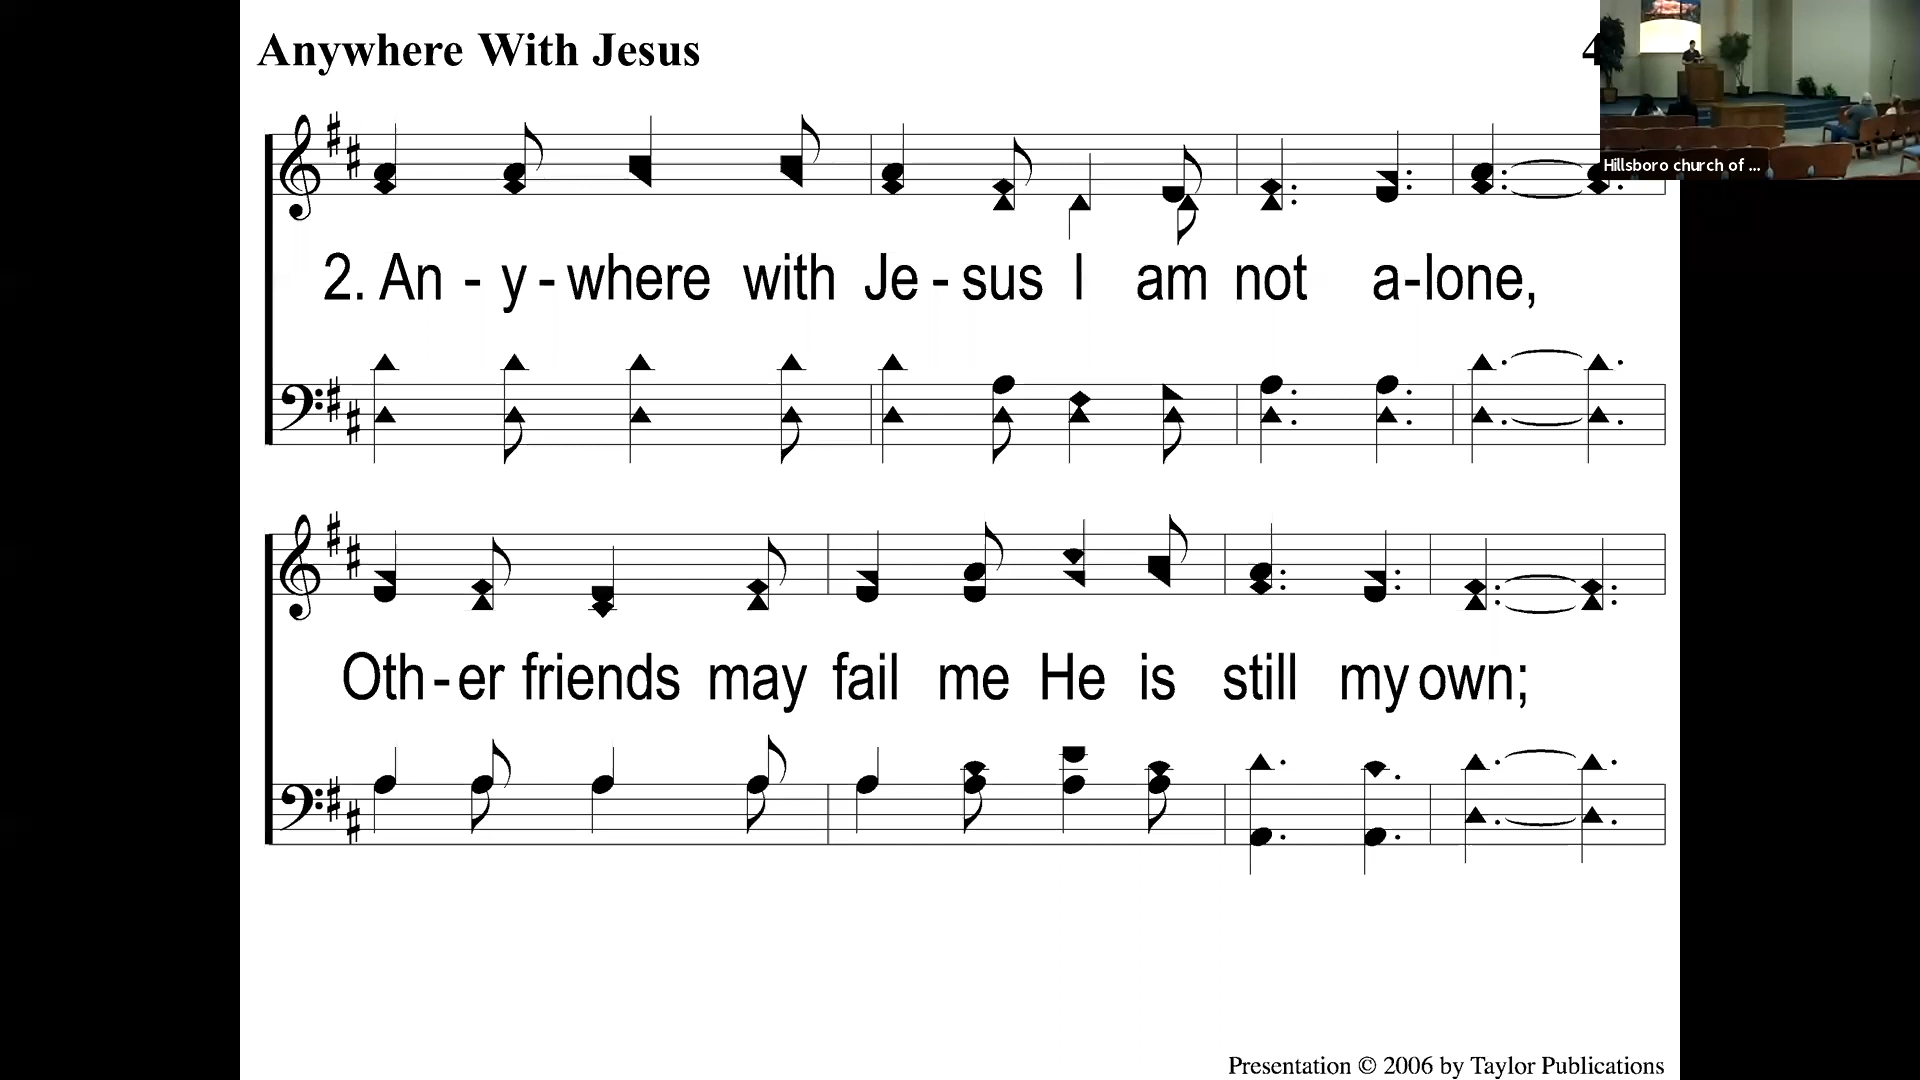 Anywhere With Jesus
4
Hillsboro church of ...
2. An - y - where with Je - sus I am not a - lone,
Oth - er friends may fail me He is still my own;
Presentation © 2006 by Taylor Publications